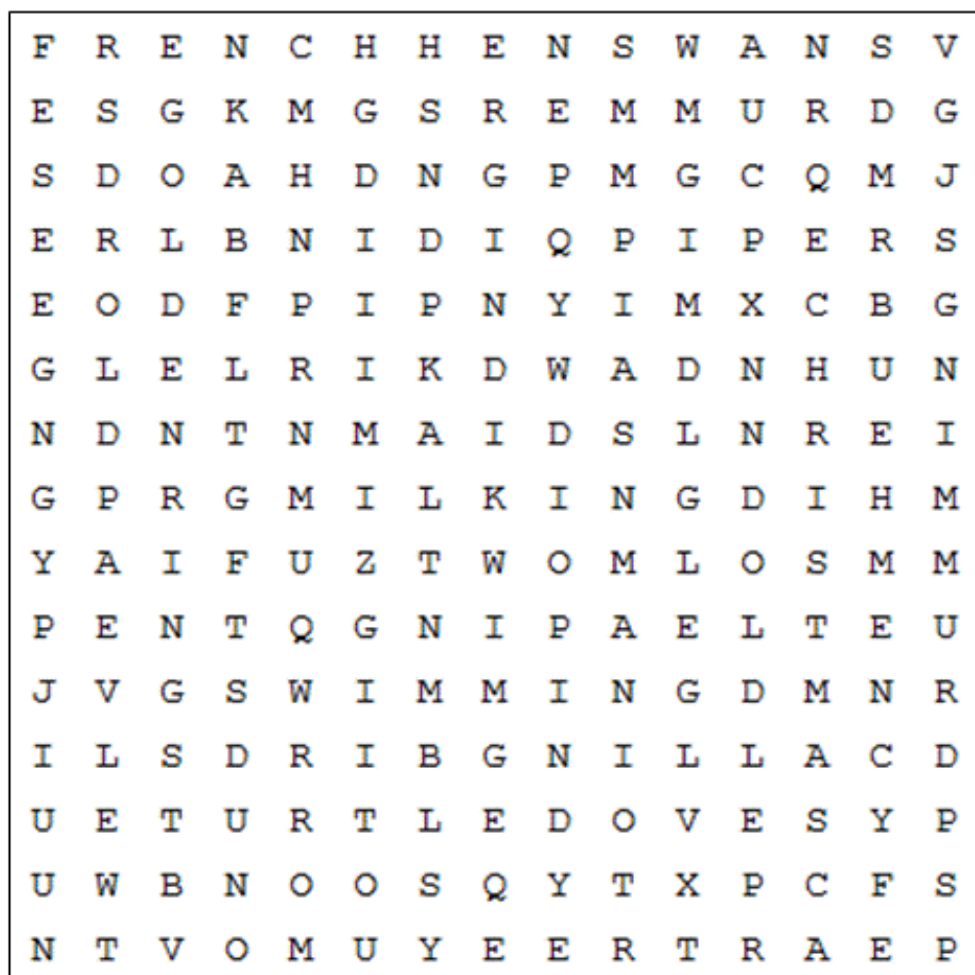 F R E N C H H E N S W A N S V
E S G K M G S R E M M U R D G
S D O A H D N G P M G C Q M J
E R L B N I D I Q P I P E R S
E O D F P I P N Y I M X C B G
G L E L R I K D W A D N H U N
N D N T N M A I D S L N R E I
G P R G M I L K I N G D I H M
Y A I F U Z T W O M L O S M M
P E N T Q G N I P A E L T E U
J V G S W I M M I N G D M N R
I L S D R I B G N I L L A C D
U E T U R T L E D O V E S Y P
U W B N O O S Q Y T X P C F S
N T V O M U Y E E R T R A E P